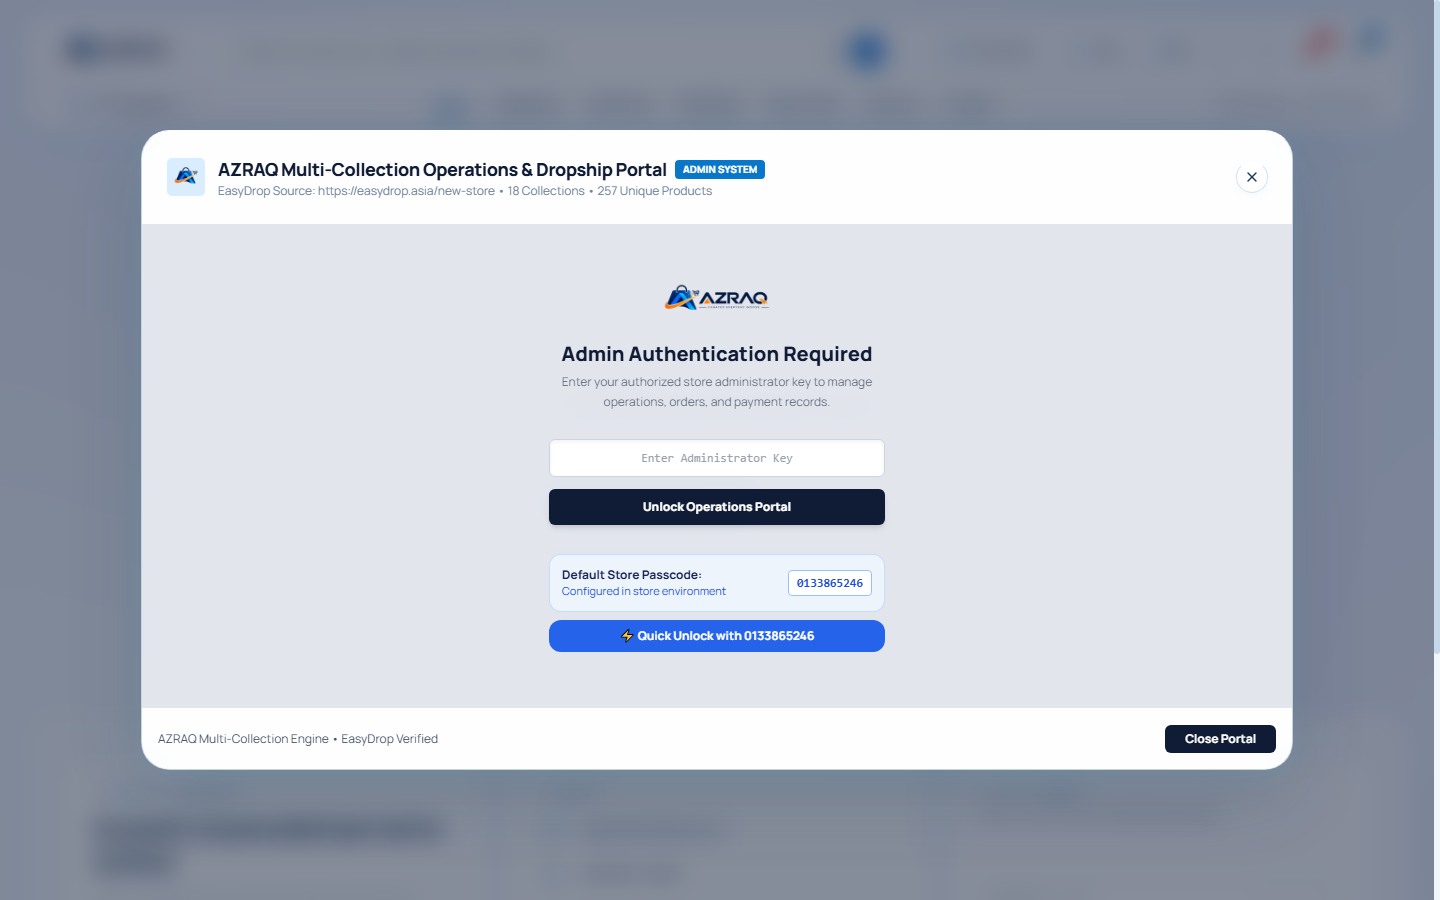 AZRAQ Multi-Collection Operations & Dropship Portal ADMIN SYSTEM
EasyDrop Source: https://easydrop.asia/new-store • 18 Collections • 257 Unique Products
AZRAQ
Admin Authentication Required
Enter your authorized store administrator key to manage
operations, orders, and payment records.
Enter Administrator Key
Unlock Operations Portal
Default Store Passcode:
Configured in store environment
0133865246
⚡ Quick Unlock with 0133865246
AZRAQ Multi-Collection Engine • EasyDrop Verified
Close Portal